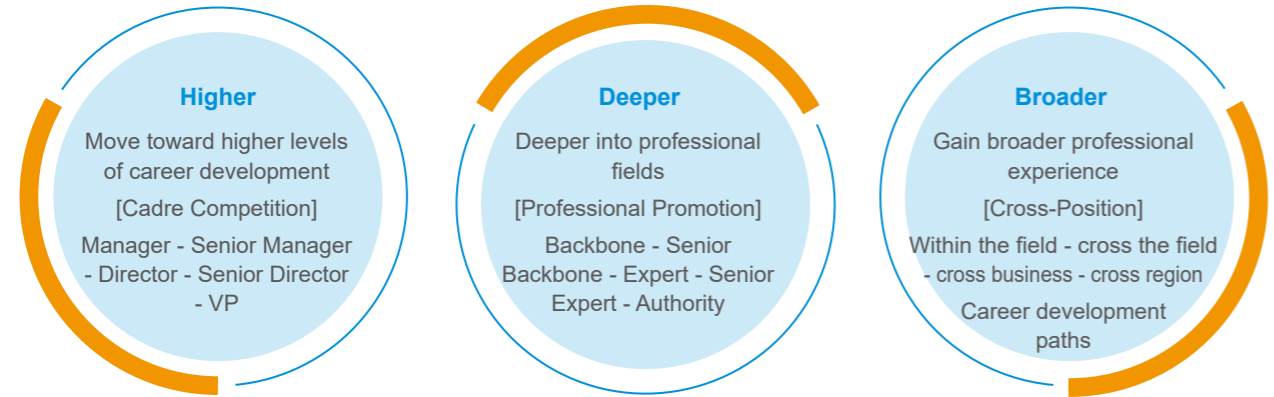 Higher
Move toward higher levels
of career development
[Cadre Competition]
Manager - Senior Manager
- Director - Senior Director
- VP
Deeper
Deeper into professional
fields
[Professional Promotion]
Backbone - Senior
Backbone - Expert - Senior
Expert - Authority
Broader
Gain broader professional
experience
[Cross-Position]
Within the field - cross the field
- cross business - cross region
Career development
paths